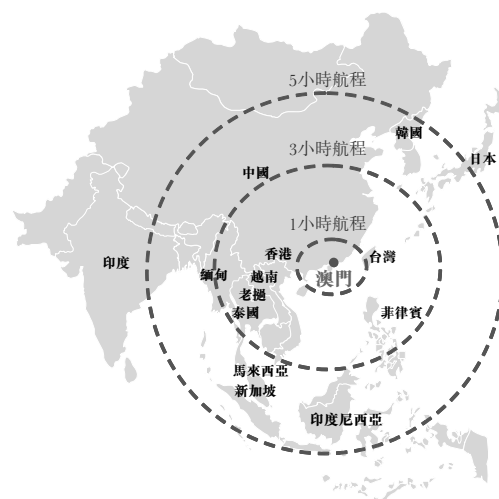 5小時航程
韓國
3小時航程
日本
中國
1小時航程
香港
台灣
印度
緬甸
越南
澳門
老撾
泰國
菲律賓
馬來西亞
新加坡
印度尼西亞